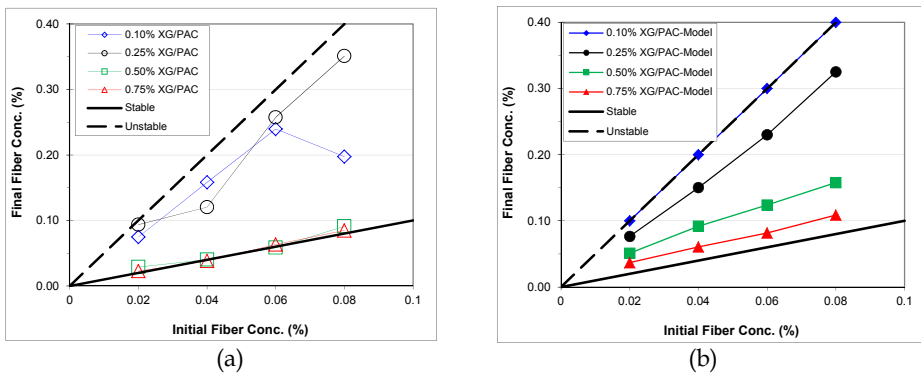 0.40
0.30
0.20
0.10
0.00
0
0.02
0.04
0.06
0.08
0.1
Final Fiber Conc. (%)
Initial Fiber Conc. (%)
0.10% XG/PAC
0.25% XG/PAC
0.50% XG/PAC
0.75% XG/PAC
Stable
Unstable
(a)
0.40
0.30
0.20
0.10
0.00
0
0.02
0.04
0.06
0.08
0.1
Final Fiber Conc. (%)
Initial Fiber Conc. (%)
0.10% XG/PAC-Model
0.25% XG/PAC-Model
0.50% XG/PAC-Model
0.75% XG/PAC-Model
Stable
Unstable
(b)